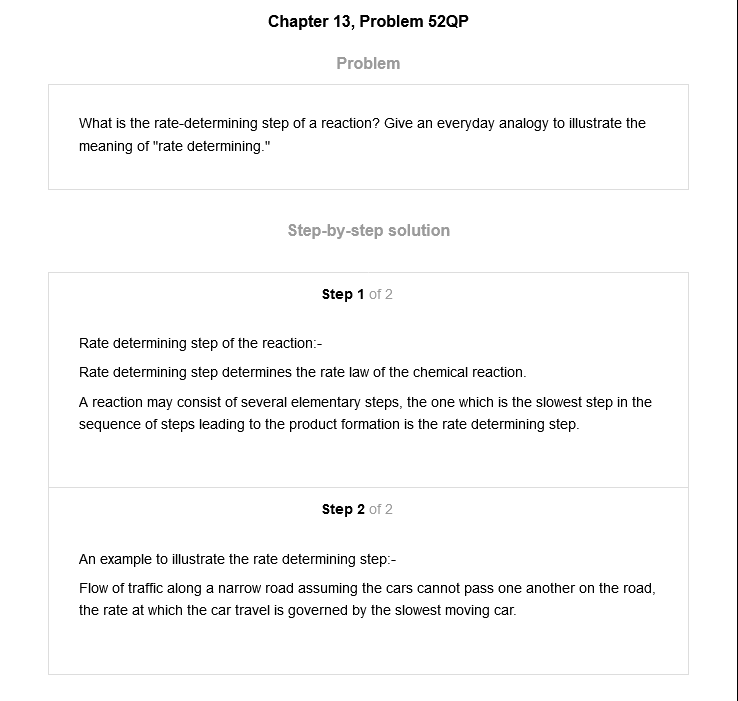 Chapter 13, Problem 52QP
Problem
What is the rate-determining step of a reaction? Give an everyday analogy to illustrate the
meaning of "rate determining."
Step-by-step solution
Step 1 of 2
Rate determining step of the reaction:-
Rate determining step determines the rate law of the chemical reaction.
A reaction may consist of several elementary steps, the one which is the slowest step in the
sequence of steps leading to the product formation is the rate determining step.
Step 2 of 2
An example to illustrate the rate determining step:-
Flow of traffic along a narrow road assuming the cars cannot pass one another on the road,
the rate at which the car travel is governed by the slowest moving car.